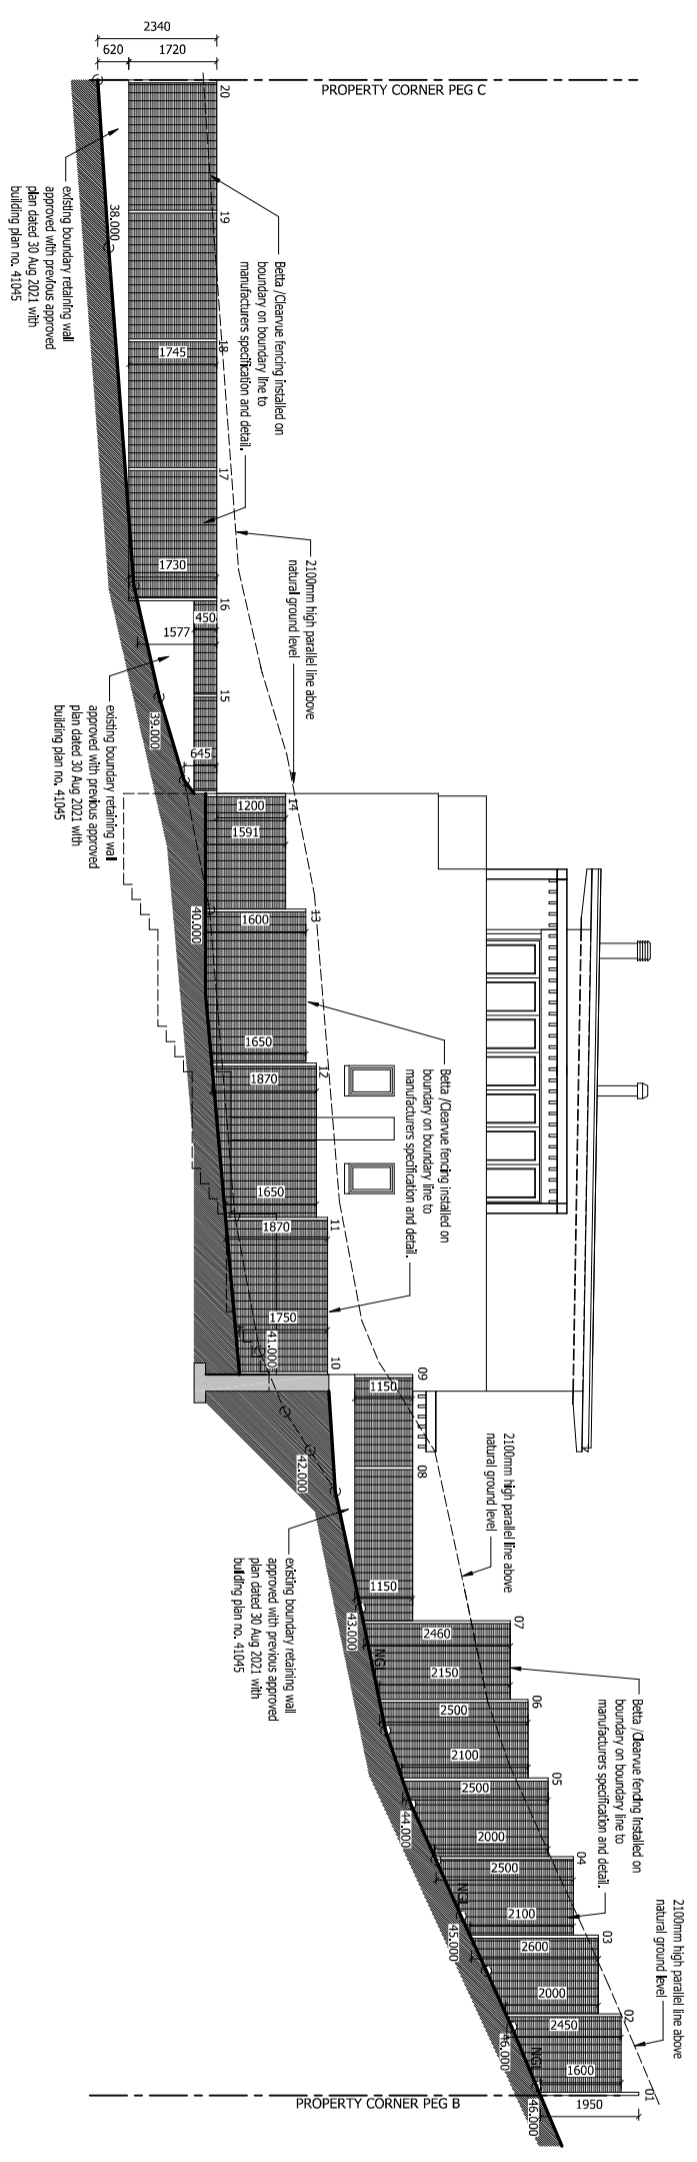 2340
620
1720
PROPERTY CORNER PEG C
20
19
18
17
16
15
14
13
12
11
10
09
08
07
06
05
04
03
02
01
Betta /Clearvue fencing installed on
boundary on boundary line to
manufacturers specification and detail.
existing boundary retaining wall
approved with previous approved
plan dated 30 Aug 2021 with
building plan no. 41045
38.000
1745
1730
2100mm high parallel line above
natural ground level
450
1577
39.000
645
existing boundary retaining wall
approved with previous approved
plan dated 30 Aug 2021 with
building plan no. 41045
1200
1591
40.000
1600
1650
1870
1650
1870
1750
41.000
Betta /Clearvue fencing installed on
boundary on boundary line to
manufacturers specification and detail.
1150
42.000
1150
43.000
2100mm high parallel line above
natural ground level
existing boundary retaining wall
approved with previous approved
plan dated 30 Aug 2021 with
building plan no. 41045
2460
NGL
2150
2500
2100
2500
44.000
2000
2500
NGL
2100
45.000
2600
2000
2450
46.000
NGL
1600
46.000
1950
Betta /Clearvue fencing installed on
boundary on boundary line to
manufacturers specification and detail.
2100mm high parallel line above
natural ground level
PROPERTY CORNER PEG B